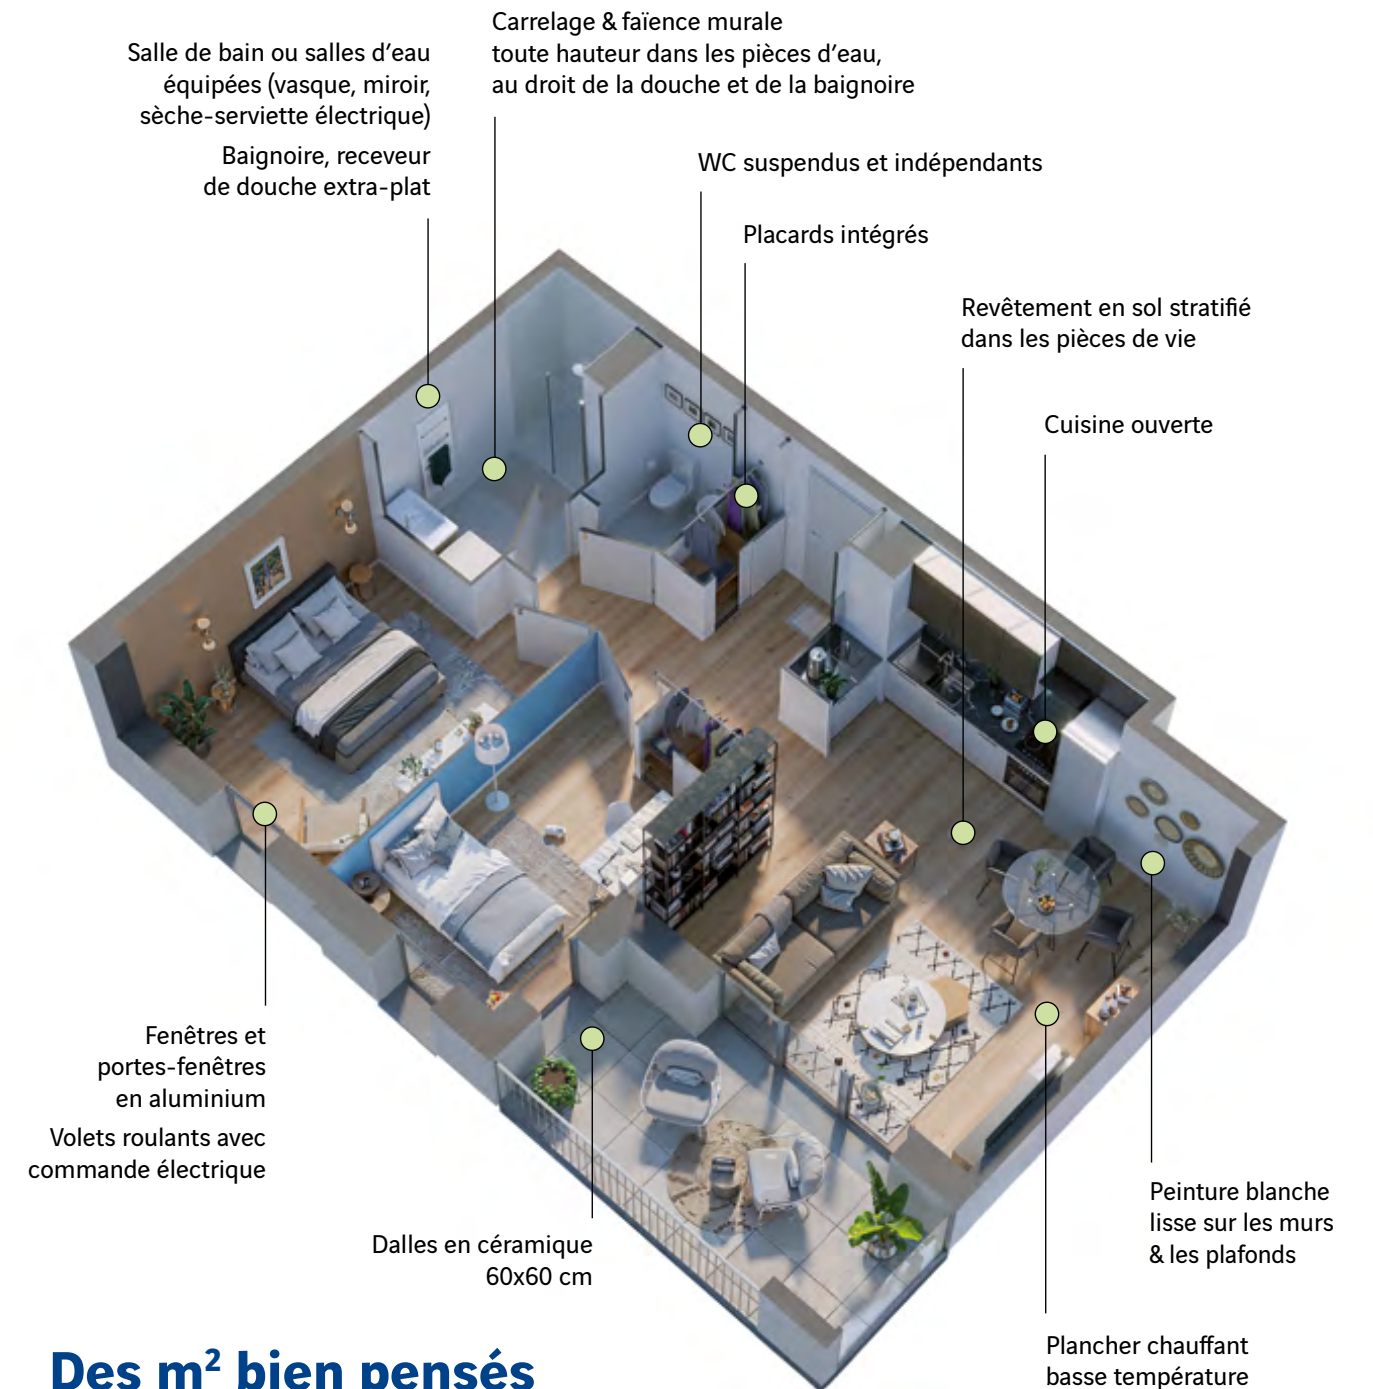 Carrelage & faïence murale
toute hauteur dans les pièces d’eau,
au droit de la douche et de la baignoire
Salle de bain ou salles d’eau
équipées (vasque, miroir,
sèche-serviette électrique)
Baignoire, receveur
de douche extra-plat
WC suspendus et indépendants
Placards intégrés
Revêtement en sol stratifié
dans les pièces de vie
Cuisine ouverte
Fenêtres et
portes-fenêtres
en aluminium
Volets roulants avec
commande électrique
Dalles en céramique
60x60 cm
Peinture blanche
lisse sur les murs
& les plafonds
Plancher chauffant
basse température
Des m² bien pensés